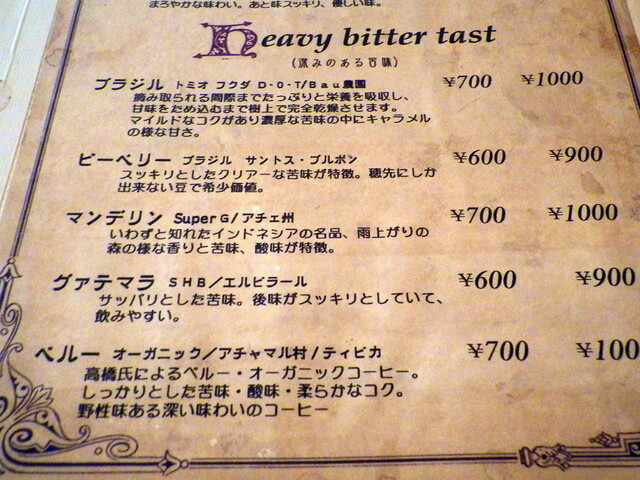 まろやかな味わい。あと味スッキリ、優しい味。
Heavy bitter tast
(深みのある苦味)
ブラジル トミオ フクダ D-O-T/Bau農園 ¥700 ¥1000
摘み取られる間際までたっぷりと栄養を吸収し、
甘味をため込むまで樹上で完全乾燥させます。
マイルドなコクがあり濃厚な苦味の中にキャラメル
の様な甘さ。
ピーベリー ブラジル サントス・ブルボン ¥600 ¥900
スッキリとしたクリアーな苦味が特徴。穂先にしか
出来ない豆で希少価値。
マンデリン Super G/アチェ州 ¥700 ¥1000
いわずと知れたインドネシアの名品、雨上がりの
森の様な香りと苦味、酸味が特徴。
グァテマラ SHB/エルビラール ¥600 ¥900
サッパリとした苦味。後味がスッキリとしていて、
飲みやすい。
ペルー オーガニック/アチャマル村/ティピカ ¥700 ¥100
高橋氏によるペルー・オーガニックコーヒー。
しっかりとした苦味・酸味・柔らかなコク。
野性味ある深い味わいのコーヒー